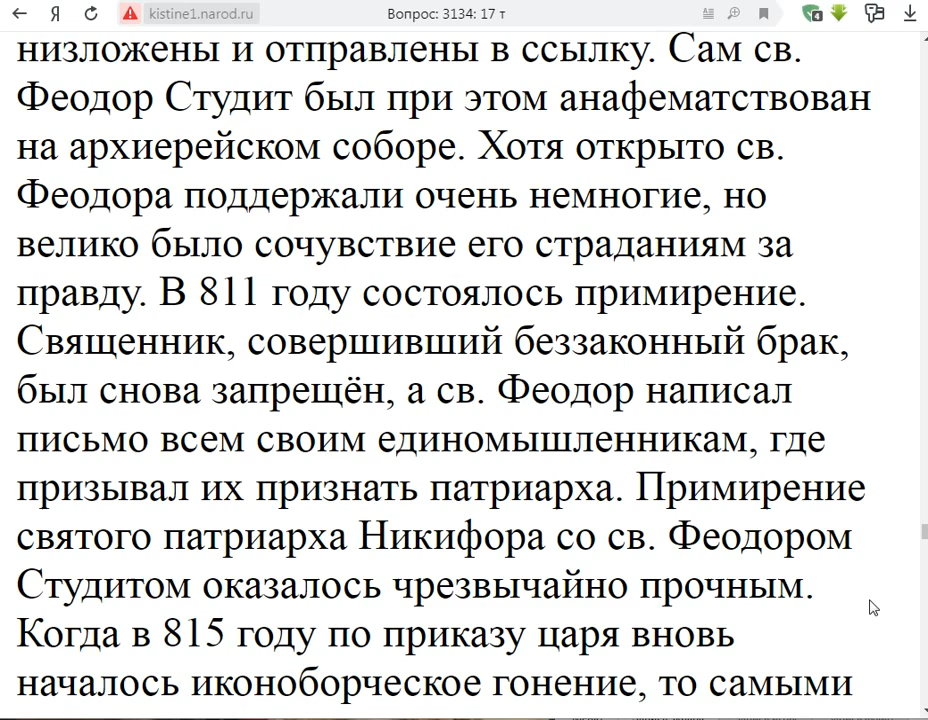 Я
kistine1.narod.ru
Вопрос: 3134: 17 т
4
низложены и отправлены в ссылку. Сам св.
Феодор Студит был при этом анафематствован
на архиерейском соборе. Хотя открыто св.
Феодора поддержали очень немногие, но
велико было сочувствие его страданиям за
правду. В 811 году состоялось примирение.
Священник, совершивший беззаконный брак,
был снова запрещён, а св. Феодор написал
письмо всем своим единомышленникам, где
призывал их признать патриарха. Примирение
святого патриарха Никифора со св. Феодором
Студитом оказалось чрезвычайно прочным.
Когда в 815 году по приказу царя вновь
началось иконоборческое гонение, то самыми